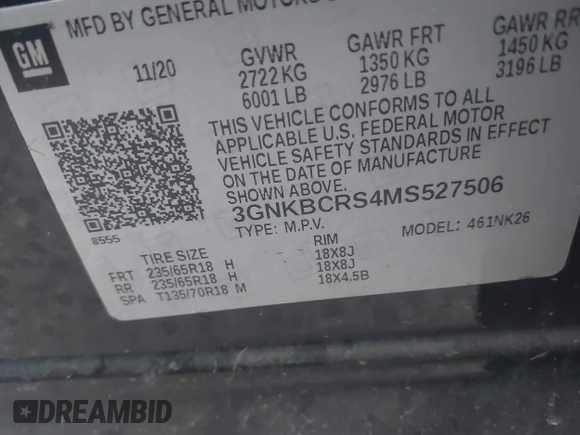 GM
MFD BY GENERAL MOTORS
11/20
GVWR
2722 KG
6001 LB
GAWR FRT
1350 KG
2976 LB
GAWR RR
1450 KG
3196 LB
THIS VEHICLE CONFORMS TO ALL
APPLICABLE U.S. FEDERAL MOTOR
VEHICLE SAFETY STANDARDS IN EFFECT
ON THE DATE OF MANUFACTURE
SHOWN ABOVE.
3GNKBCRS4MS527506
TYPE: M.P.V.
MODEL: 461NK26
8555
TIRE SIZE RIM
FRT 235/65R18 H 18X8J
RR 235/65R18 H 18X8J
SPA T135/70R18 M 18X4.5B
DREAMBID